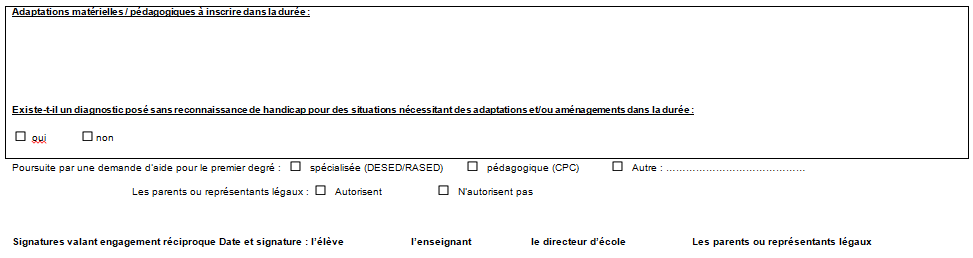 Adaptations matérielles / pédagogiques à inscrire dans la durée :
Existe-t-il un diagnostic posé sans reconnaissance de handicap pour des situations nécessitant des adaptations et/ou aménagements dans la durée :
☐ oui ☐ non
Poursuite par une demande d'aide pour le premier degré : ☐ spécialisée (DESED/RASED) ☐ pédagogique (CPC) ☐ Autre : ……………………………………
Les parents ou représentants légaux : ☐ Autorisent ☐ N'autorisent pas
Signatures valant engagement réciproque Date et signature : l'élève l'enseignant le directeur d'école Les parents ou représentants légaux